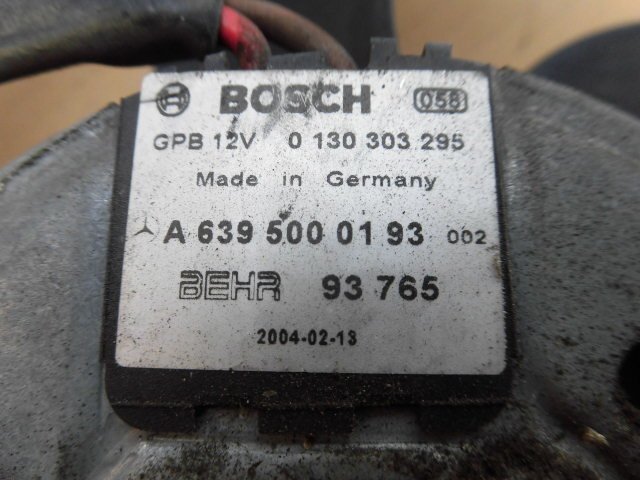 BOSCH 058
GPB 12V 0 130 303 295
Made in Germany
A 639 500 01 93 002
BEHR 93 765
2004-02-13